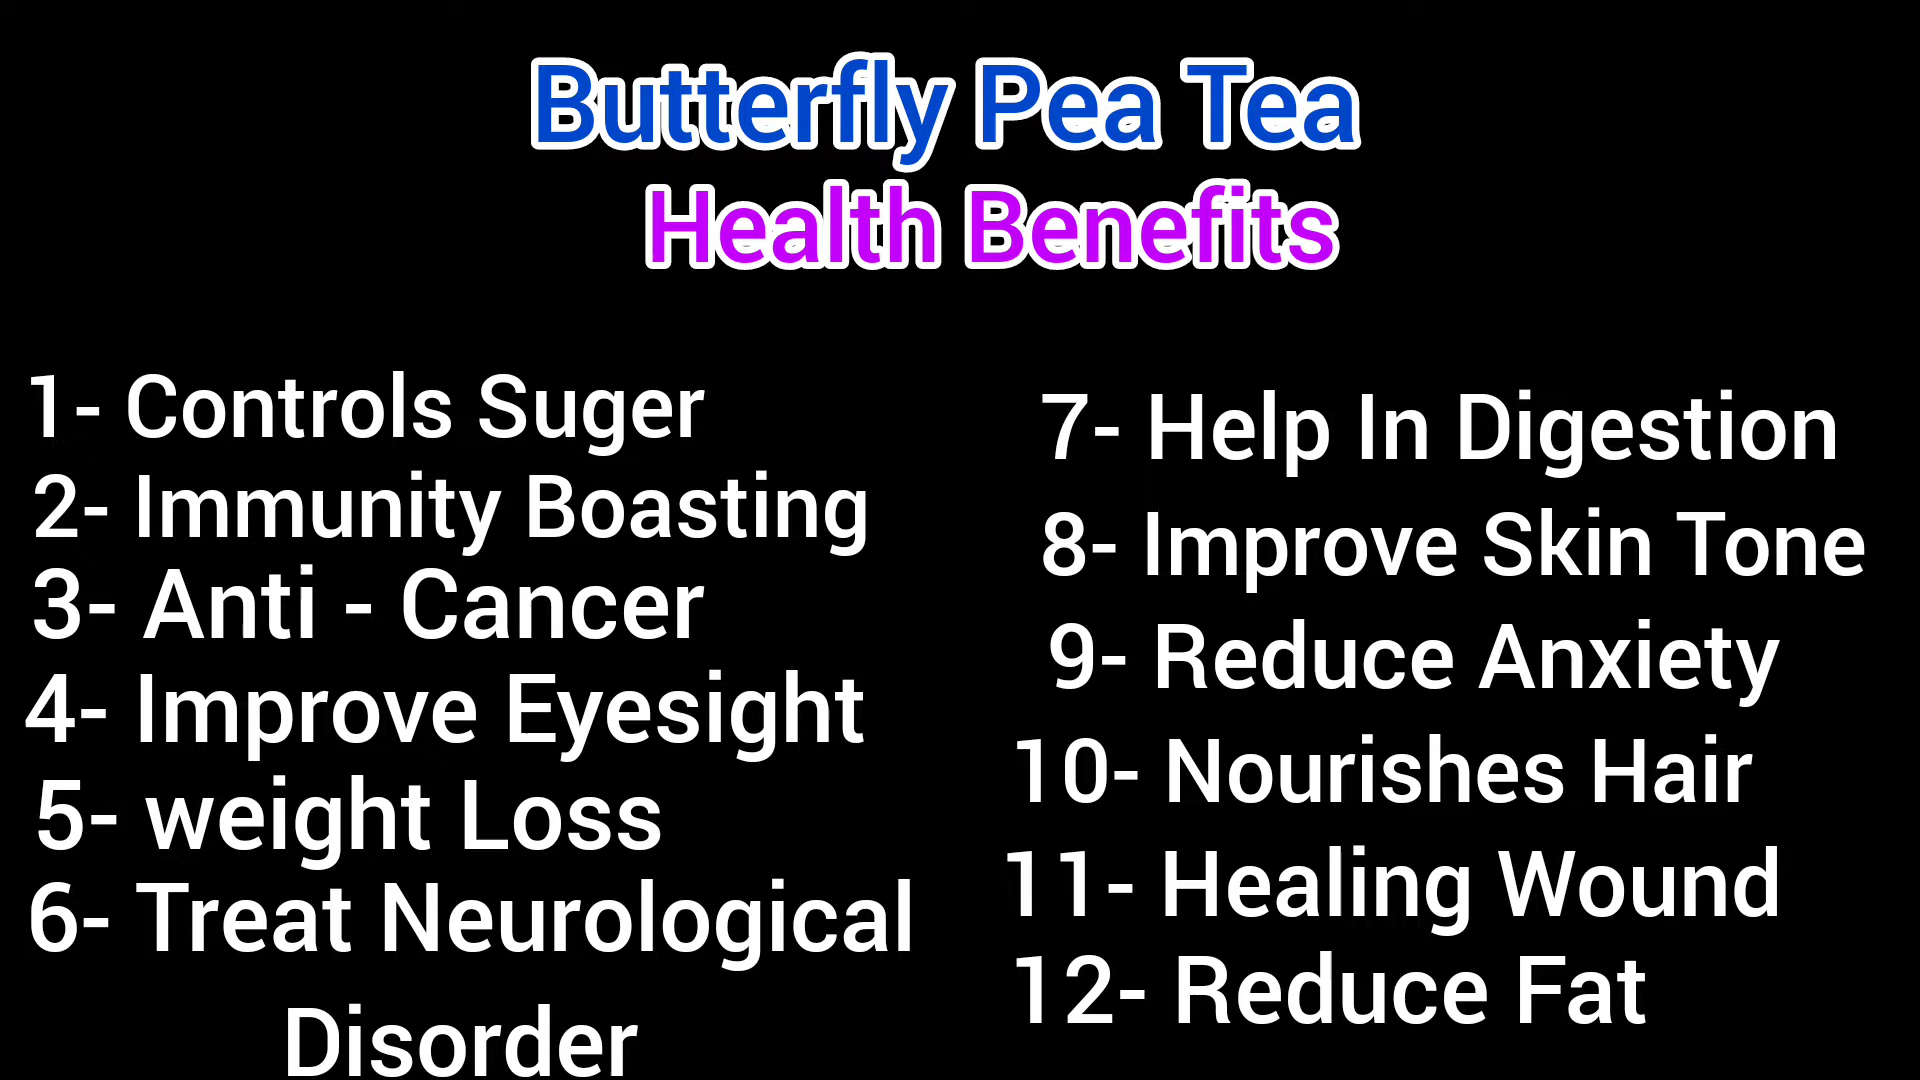 Butterfly Pea Tea
Health Benefits
1- Controls Suger
2- Immunity Boasting
3- Anti - Cancer
4- Improve Eyesight
5- weight Loss
6- Treat Neurological
Disorder
7- Help In Digestion
8- Improve Skin Tone
9- Reduce Anxiety
10- Nourishes Hair
11- Healing Wound
12- Reduce Fat